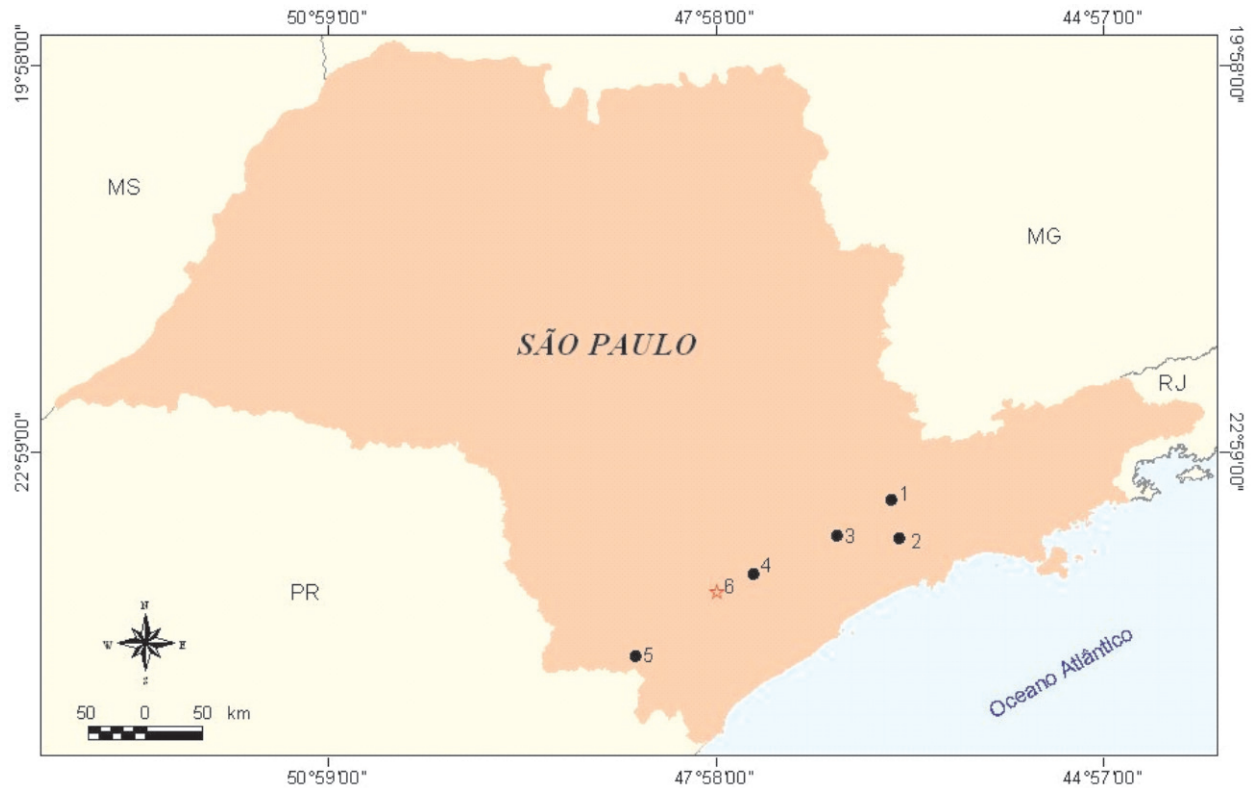 50°59'00" 47°58'00" 44°57'00"
19°58'00" 19°58'00"
MS
MG
SÃO PAULO
RJ
22°59'00" 22°59'00"
1
3 2
4
6
PR
5
N
W E
S
Oceano Atlântico
50 0 50 km
50°59'00" 47°58'00" 44°57'00"